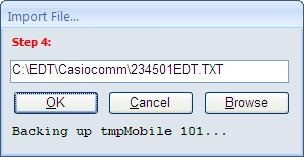 Import File...
Step 4:
C:\EDT\Casiocomm\234501EDT.TXT
OK Cancel Browse
Backing up tmpMobile 101...